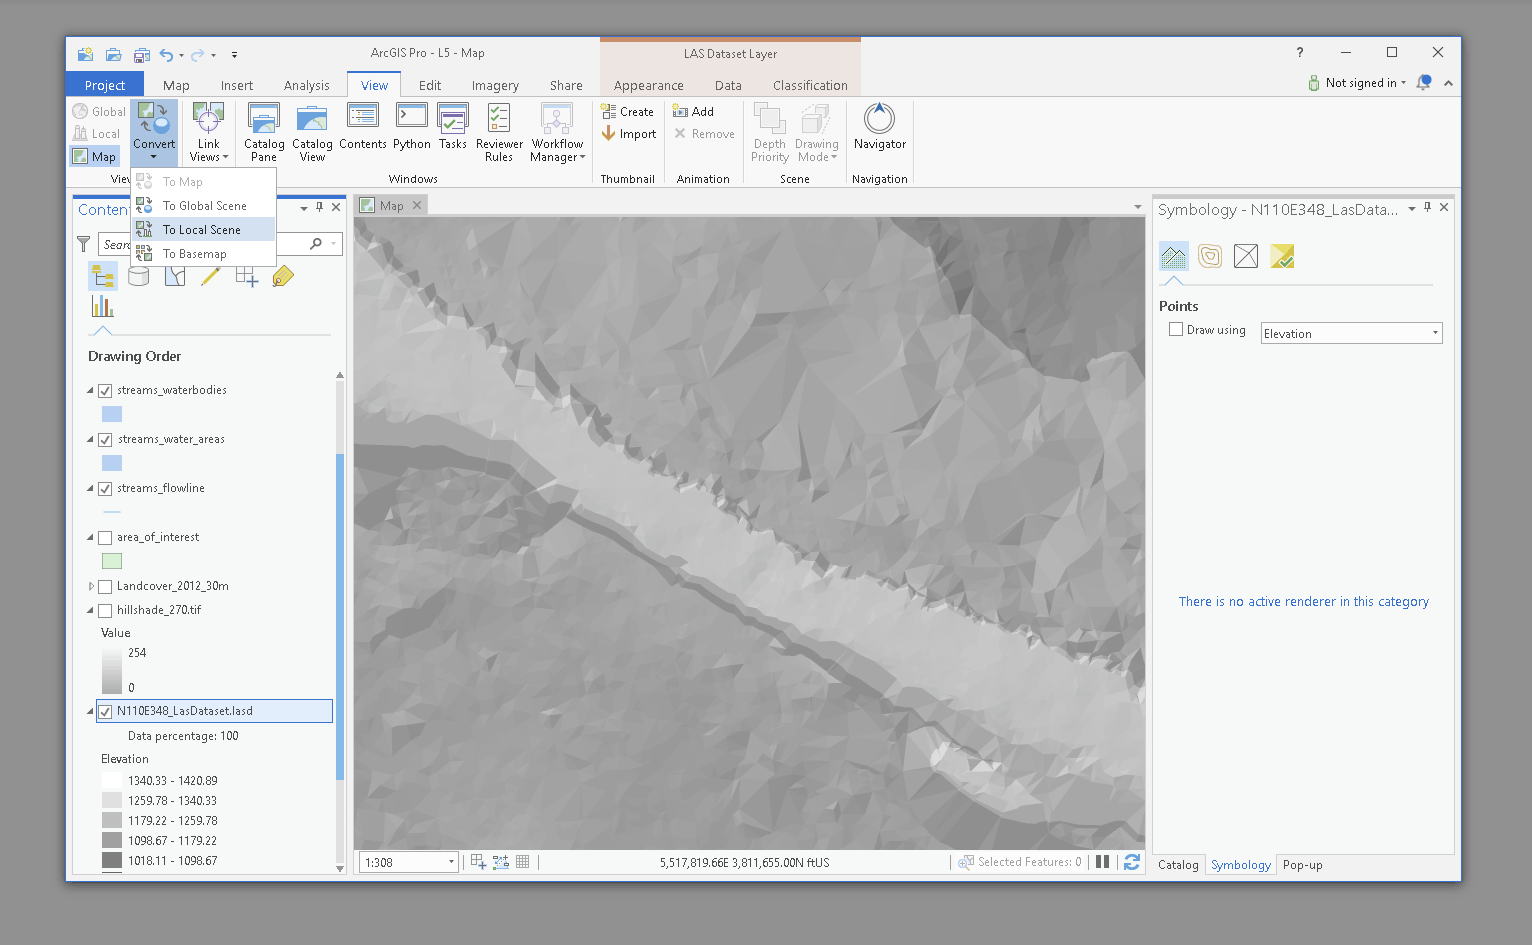 ArcGIS Pro - L5 - Map
LAS Dataset Layer
?
Project
Map
Insert
Analysis
View
Edit
Imagery
Share
Appearance
Data
Classification
Not signed in
Global
Local
Map
Convert
Link
Views
Catalog
Pane
Catalog
View
Contents
Python
Tasks
Reviewer
Rules
Workflow
Manager
Windows
Create
Import
Thumbnail
Add
Remove
Animation
Depth
Priority
Drawing
Mode
Scene
Navigator
Navigation
To Map
To Global Scene
To Local Scene
To Basemap
Drawing Order
streams_waterbodies
streams_water_areas
streams_flowline
area_of_interest
Landcover_2012_30m
hillshade_270.tif
Value
254
0
N110E348_LasDataset.lasd
Data percentage: 100
Elevation
1340.33 - 1420.89
1259.78 - 1340.33
1179.22 - 1259.78
1098.67 - 1179.22
1018.11 - 1098.67
Map
1:308
5,517,819.66E 3,811,655.00N ftUS
Selected Features: 0
Symbology - N110E348_LasData...
Points
Draw using
Elevation
There is no active renderer in this category
Catalog
Symbology
Pop-up